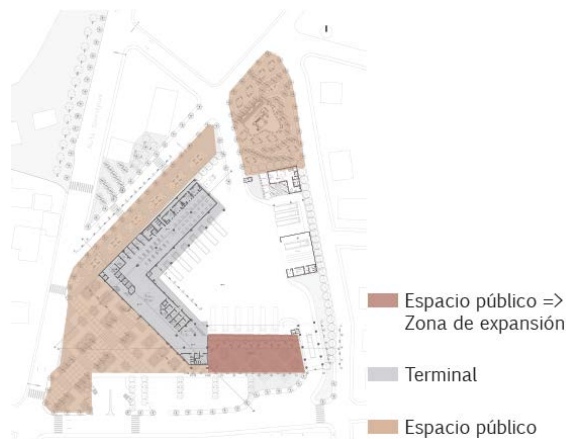 Espacio público =>
Zona de expansión
Terminal
Espacio público